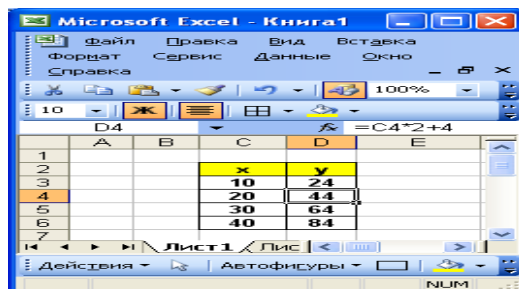 Microsoft Excel - Книга1
Файл Правка Вид Вставка
Формат Сервис Данные Окно
Справка
100%
10 Ж
D4 fx =C4*2+4
A B C D E
1
2 x y
3 10 24
4 20 44
5 30 64
6 40 84
7
Лист1 Лис
Действия Автофигуры
NUM